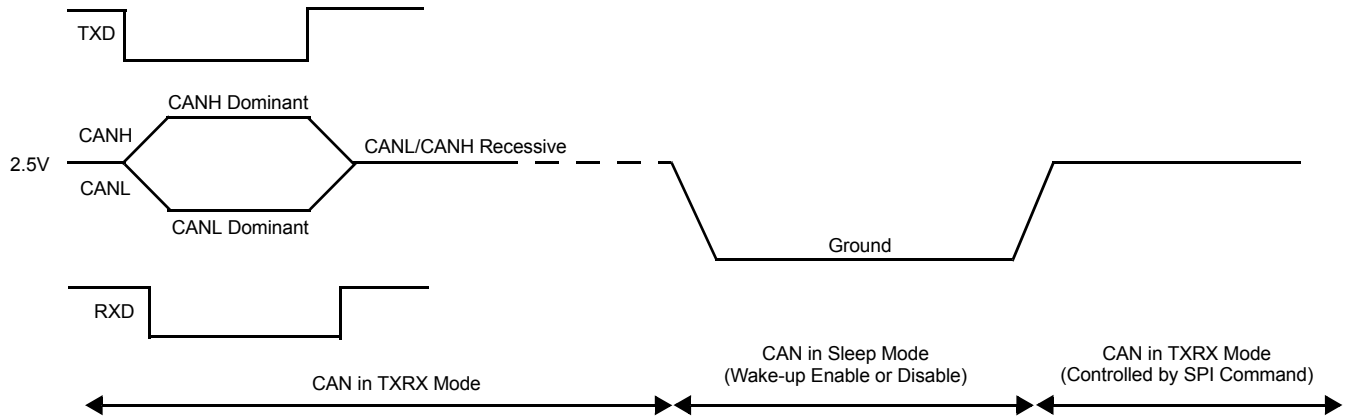 TXD
CANH Dominant
CANH
CANL/CANH Recessive
2.5V
CANL
CANL Dominant
Ground
RXD
CAN in TXRX Mode
CAN in Sleep Mode
(Wake-up Enable or Disable)
CAN in TXRX Mode
(Controlled by SPI Command)